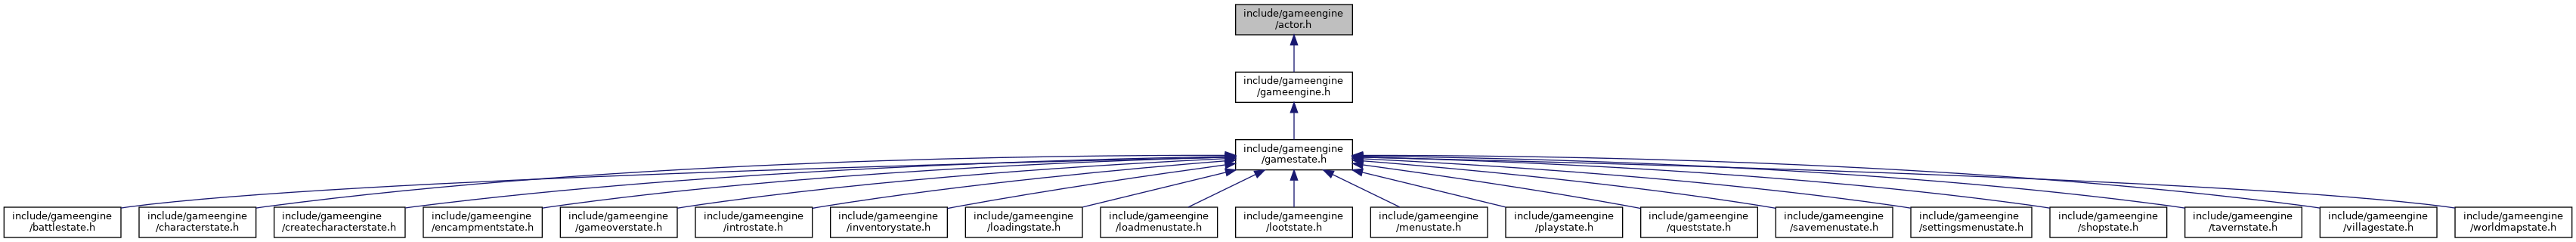 include/gameengine
/actor.h
include/gameengine
/gameengine.h
include/gameengine
/gamestate.h
include/gameengine
/battlestate.h
include/gameengine
/characterstate.h
include/gameengine
/createcharacterstate.h
include/gameengine
/encampmentstate.h
include/gameengine
/gameoverstate.h
include/gameengine
/introstate.h
include/gameengine
/inventorystate.h
include/gameengine
/loadingstate.h
include/gameengine
/loadmenustate.h
include/gameengine
/lootstate.h
include/gameengine
/menustate.h
include/gameengine
/playstate.h
include/gameengine
/queststate.h
include/gameengine
/savemenustate.h
include/gameengine
/settingsmenustate.h
include/gameengine
/shopstate.h
include/gameengine
/tavernstate.h
include/gameengine
/villagestate.h
include/gameengine
/worldmapstate.h